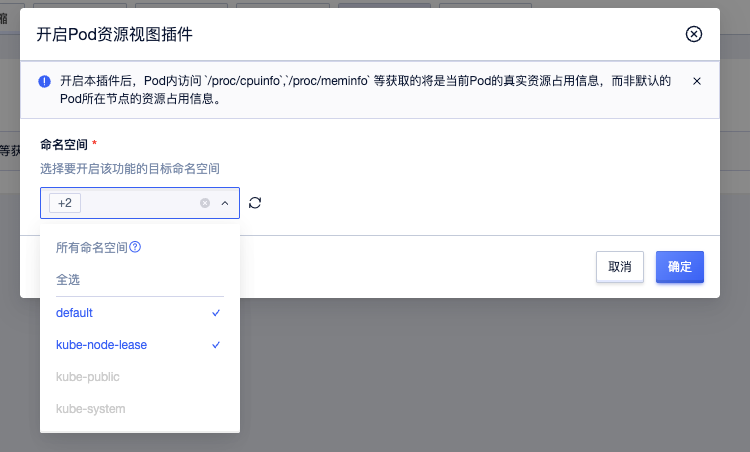 缩
开启Pod资源视图插件
开启本插件后，Pod内访问 `/proc/cpuinfo`,`/proc/meminfo` 等获取的将是当前Pod的真实资源占用信息，而非默认的
Pod所在节点的资源占用信息。
命名空间 *
等获
选择要开启该功能的目标命名空间
+2
所有命名空间
全选
default
kube-node-lease
kube-public
kube-system
取消
确定